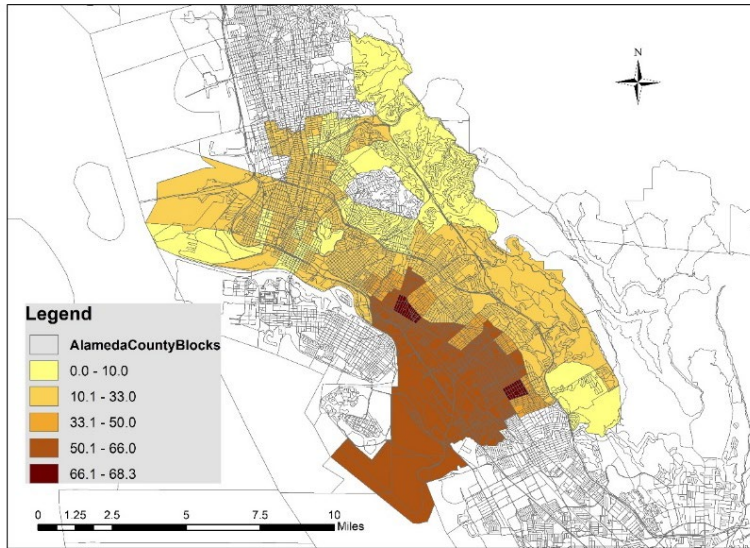 N
Legend
AlamedaCountyBlocks
0.0 - 10.0
10.1 - 33.0
33.1 - 50.0
50.1 - 66.0
66.1 - 68.3
0 1.25 2.5 5 7.5 10
Miles